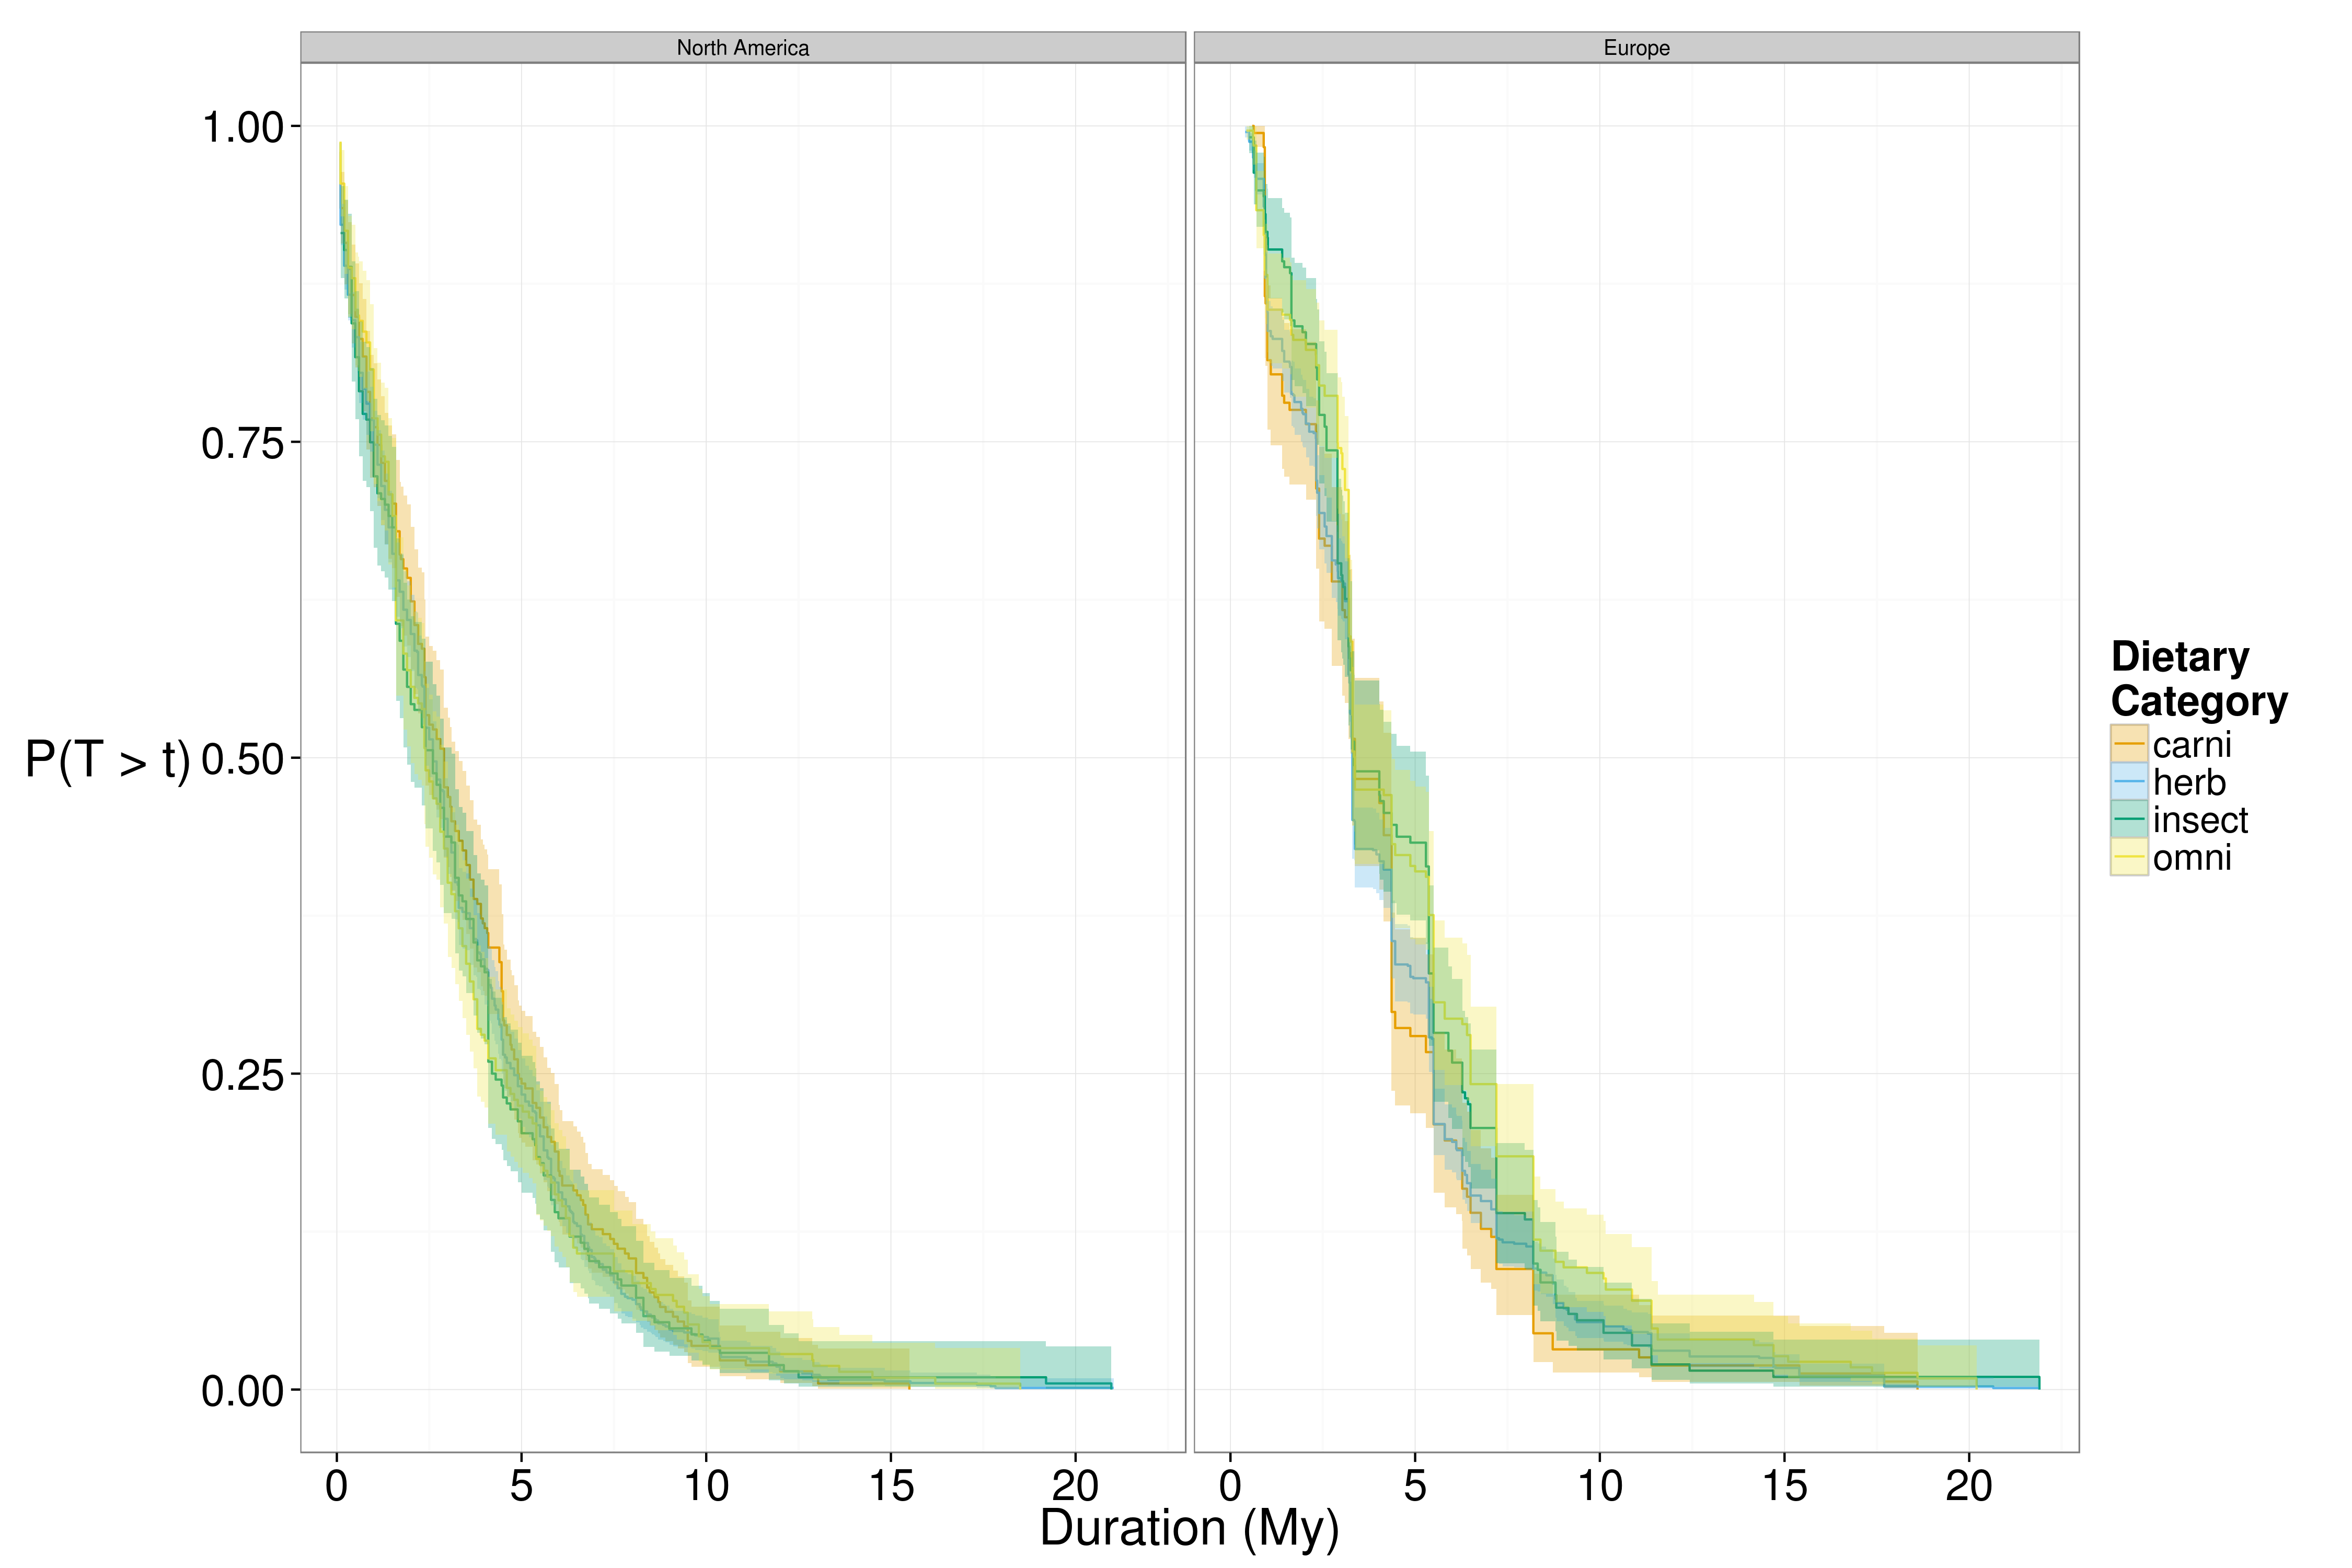 North America
Europe
1.00
0.75
P(T > t) 0.50
0.25
0.00
0 5 10 15 20
0 5 10 15 20
Duration (My)
Dietary
Category
carni
herb
insect
omni